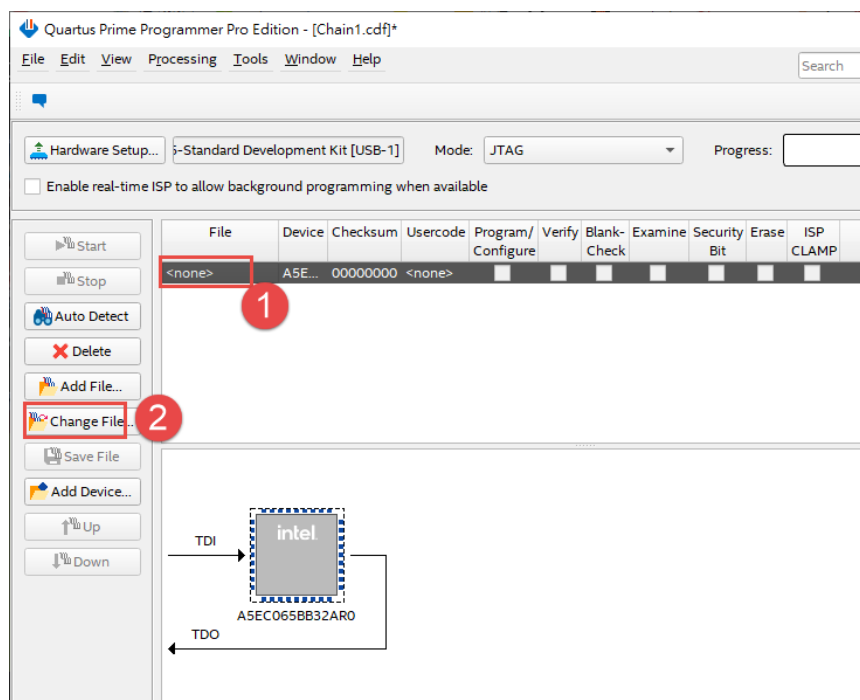 Quartus Prime Programmer Pro Edition - [Chain1.cdf]*
File Edit View Processing Tools Window Help
Search
Hardware Setup... 5-Standard Development Kit [USB-1] Mode: JTAG Progress:
Enable real-time ISP to allow background programming when available
File Device Checksum Usercode Program/ Verify Blank- Examine Security Erase ISP
Configure Check Bit CLAMP
<none> A5E... 00000000 <none>
1
Start
Stop
Auto Detect
Delete
Add File...
Change File... 2
Save File
Add Device...
Up
Down
intel
TDI
A5EC065BB32AR0
TDO